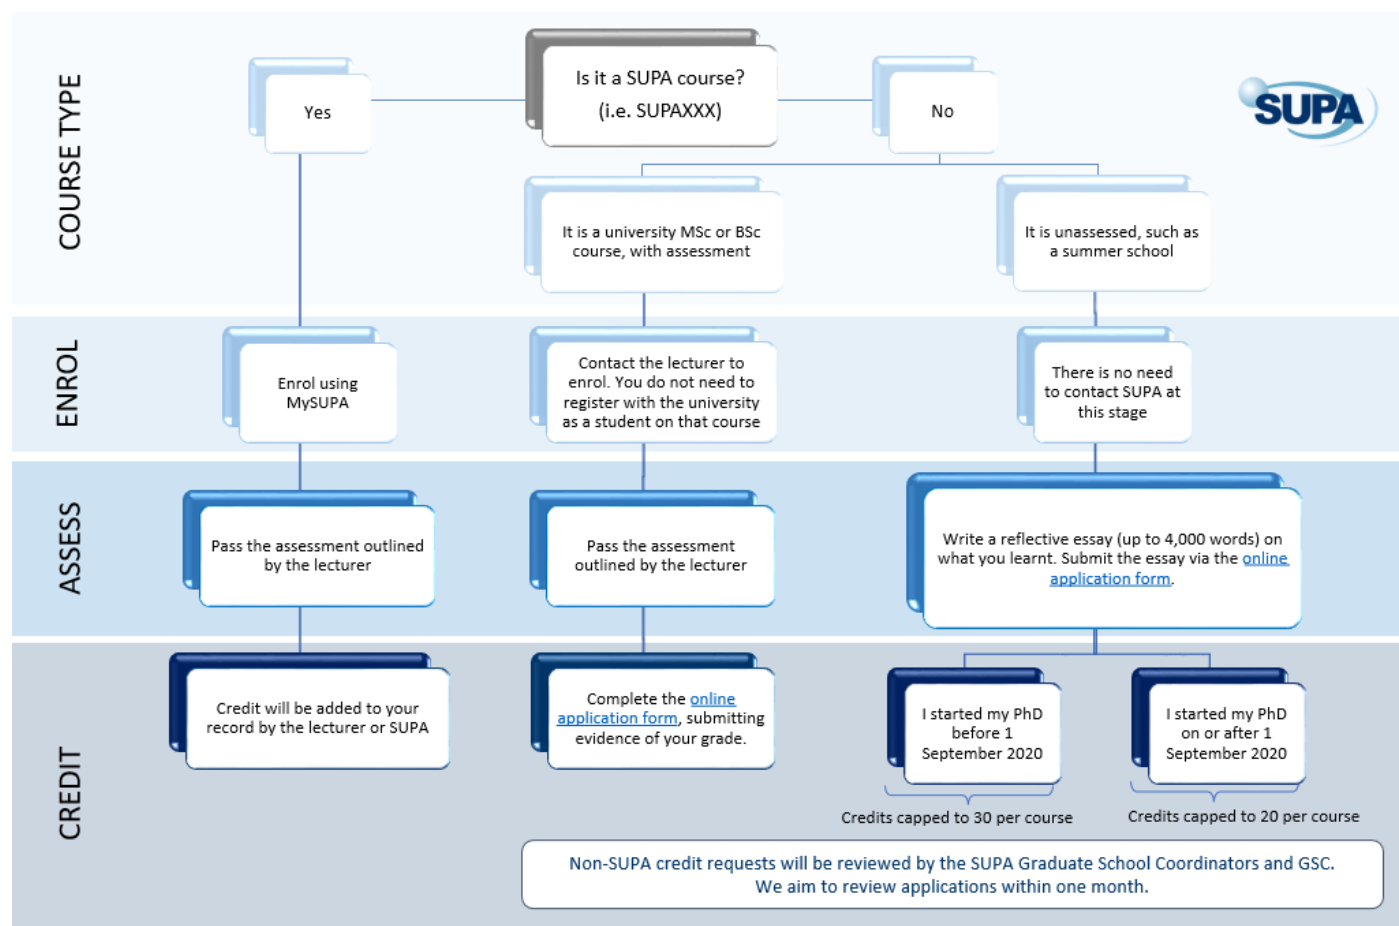 COURSE TYPE
Is it a SUPA course?
(i.e. SUPAXXX)
Yes
No
SUPA
It is a university MSc or BSc
course, with assessment
It is unassessed, such as
a summer school
ENROL
Enrol using
MySUPA
Contact the lecturer to
enrol. You do not need to
register with the university
as a student on that course
There is no need
to contact SUPA at
this stage
ASSESS
Pass the assessment outlined
by the lecturer
Pass the assessment
outlined by the lecturer
Write a reflective essay (up to 4,000 words) on
what you learnt. Submit the essay via the online
application form.
CREDIT
Credit will be added to your
record by the lecturer or SUPA
Complete the online
application form, submitting
evidence of your grade.
I started my PhD
before 1
September 2020
I started my PhD
on or after 1
September 2020
Credits capped to 30 per course
Credits capped to 20 per course
Non-SUPA credit requests will be reviewed by the SUPA Graduate School Coordinators and GSC.
We aim to review applications within one month.